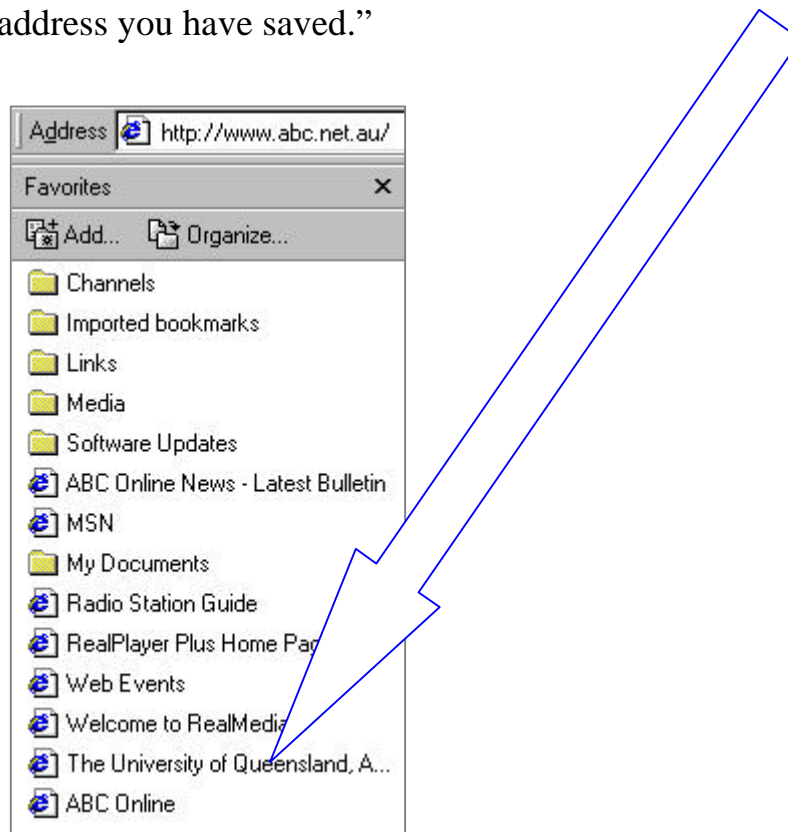 address you have saved.”
Address http://www.abc.net.au/
Favorites
Add... Organize...
Channels
Imported bookmarks
Links
Media
Software Updates
ABC Online News - Latest Bulletin
MSN
My Documents
Radio Station Guide
RealPlayer Plus Home
Web Events
Welcome to RealMedia
The University of Queensland, A...
ABC Online